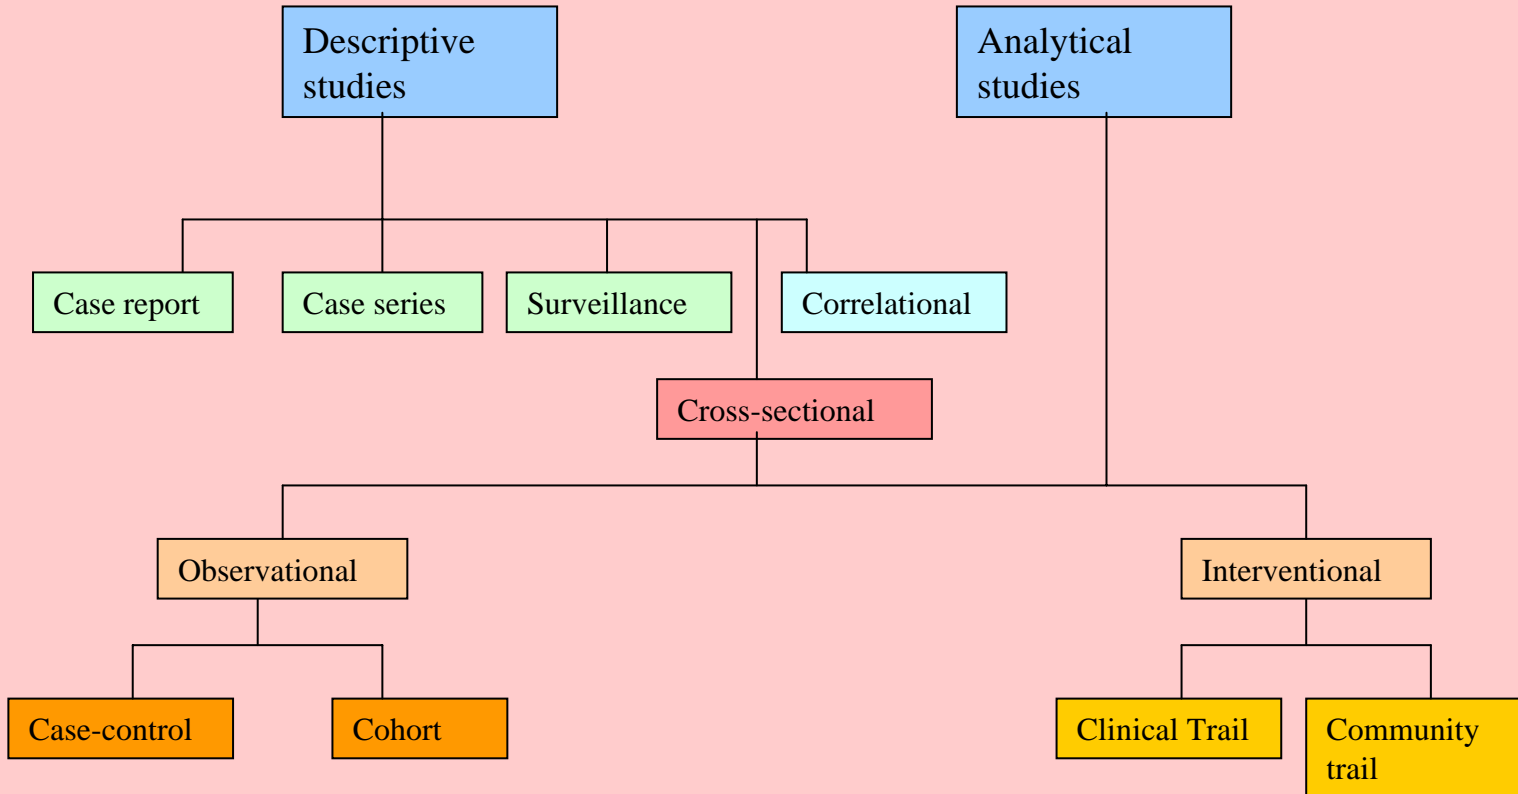 Descriptive
studies
Analytical
studies
Case report
Case series
Surveillance
Correlational
Cross-sectional
Observational
Interventional
Case-control
Cohort
Clinical Trail
Community
trail